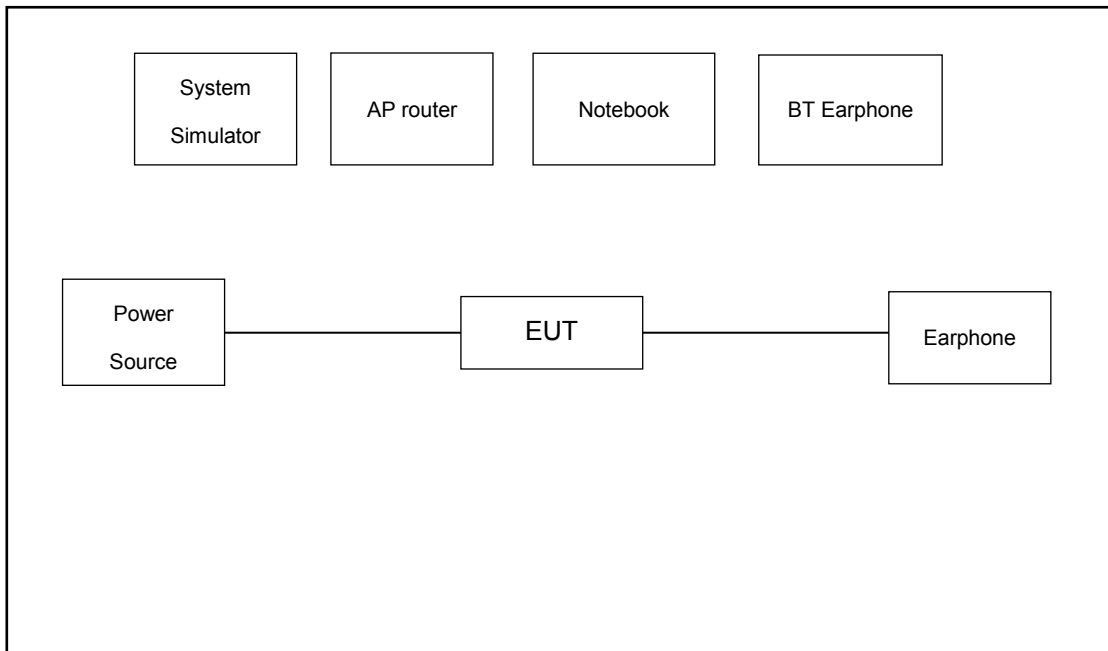 System
Simulator
AP router
Notebook
BT Earphone
Power
Source
EUT
Earphone